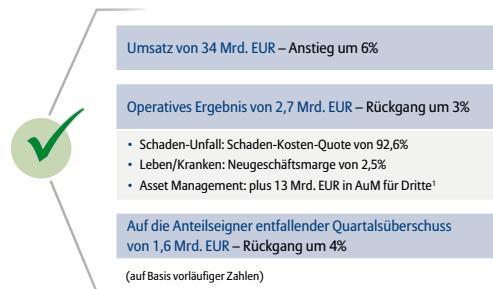 Umsatz von 34 Mrd. EUR – Anstieg um 6%
Operatives Ergebnis von 2,7 Mrd. EUR – Rückgang um 3%
• Schaden-Unfall: Schaden-Kosten-Quote von 92,6%
• Leben/Kranken: Neugeschäftsmarge von 2,5%
• Asset Management: plus 13 Mrd. EUR in AuM für Dritte¹
Auf die Anteilseigner entfallender Quartalsüberschuss
von 1,6 Mrd. EUR – Rückgang um 4%
(auf Basis vorläufiger Zahlen)